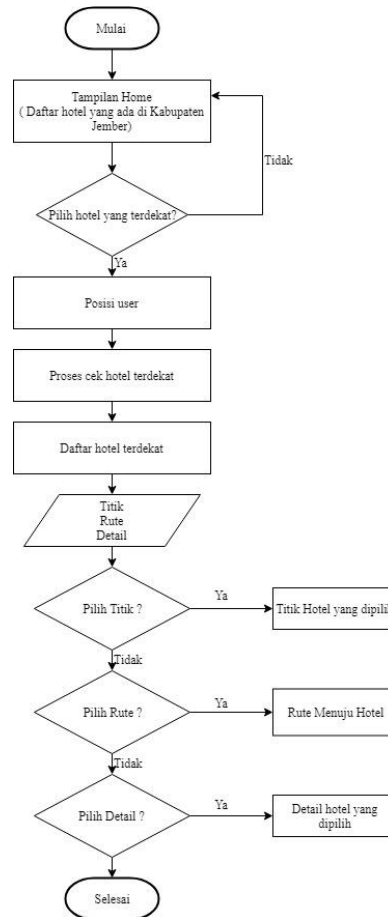 Mulai
Tampilan Home
( Daftar hotel yang ada di Kabupaten
Jember)
Tidak
Pilih hotel yang terdekat?
Ya
Posisi user
Proses cek hotel terdekat
Daftar hotel terdekat
Titik
Rute
Detail
Pilih Titik ?
Ya
Titik Hotel yang dipilih
Tidak
Pilih Rute ?
Ya
Rute Menuju Hotel
Tidak
Pilih Detail ?
Ya
Detail hotel yang
dipilih
Selesai